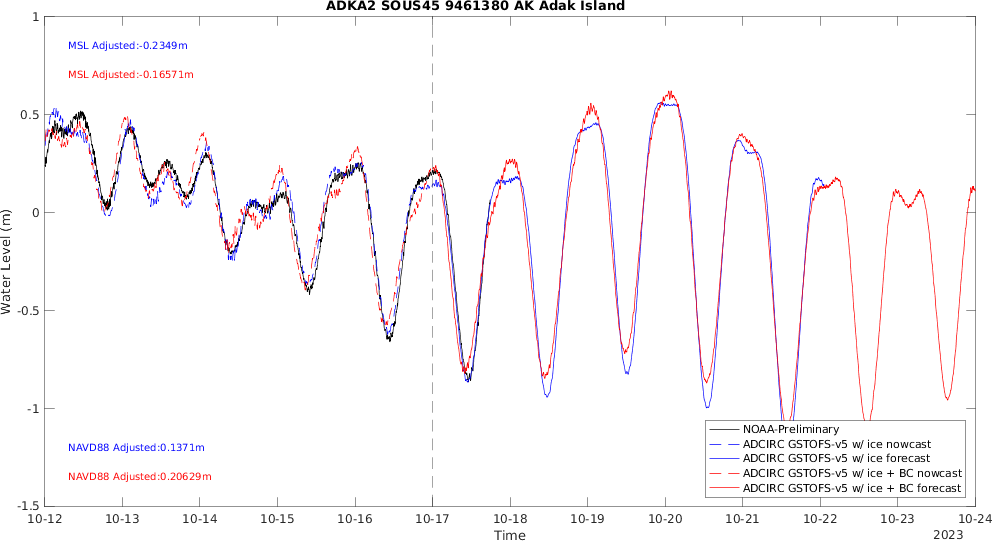 ADKA2 SOUS45 9461380 AK Adak Island
1
0.5
0
-0.5
-1
-1.5
Water Level (m)
MSL Adjusted:-0.2349m
MSL Adjusted:-0.16571m
NAVD88 Adjusted:0.1371m
NAVD88 Adjusted:0.20629m
NOAA-Preliminary
ADCIRC GSTOFS-v5 w/ ice nowcast
ADCIRC GSTOFS-v5 w/ ice forecast
ADCIRC GSTOFS-v5 w/ ice + BC nowcast
ADCIRC GSTOFS-v5 w/ ice + BC forecast
10-12 10-13 10-14 10-15 10-16 10-17 10-18 10-19 10-20 10-21 10-22 10-23 10-24
Time
2023